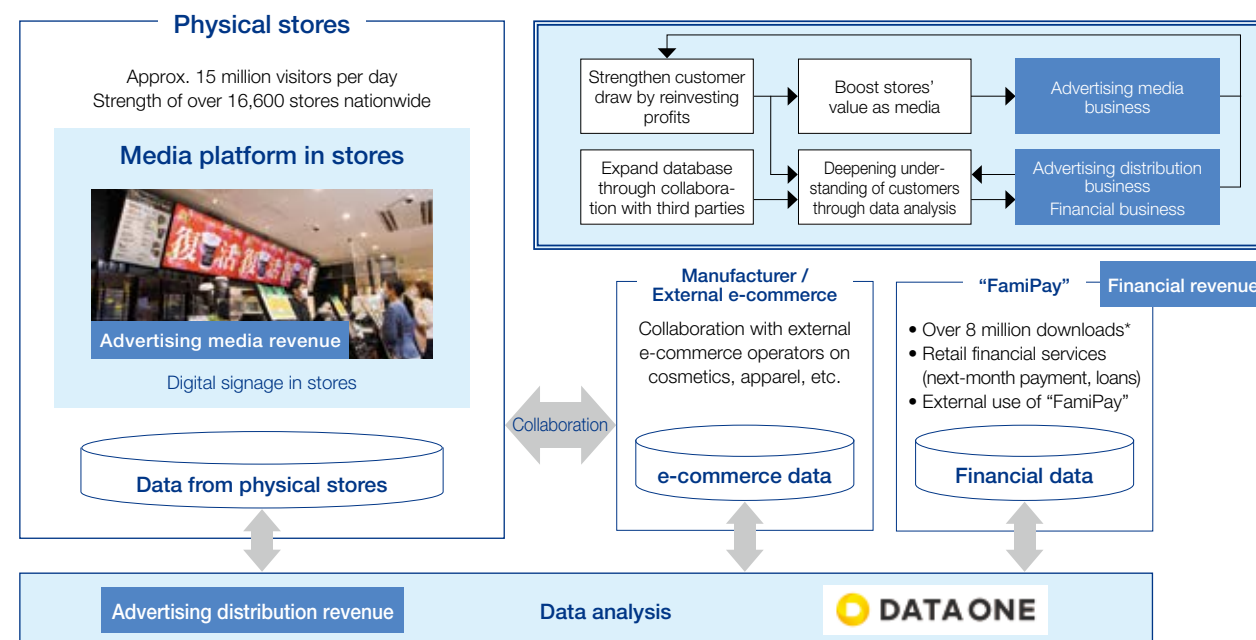 Physical stores
Approx. 15 million visitors per day
Strength of over 16,600 stores nationwide
Media platform in stores
復活
Advertising media revenue
Digital signage in stores
Data from physical stores
Strengthen customer
draw by reinvesting
profits
Boost stores’
value as media
Advertising media
business
Expand database
through collabora-
tion with third parties
Deepening under-
standing of customers
through data analysis
Advertising distribution
business
Financial business
Collaboration
Manufacturer /
External e-commerce
Collaboration with external
e-commerce operators on
cosmetics, apparel, etc.
e-commerce data
“FamiPay”
Financial revenue
• Over 8 million downloads*
• Retail financial services
(next-month payment, loans)
• External use of “FamiPay”
Financial data
Advertising distribution revenue
Data analysis
DATA ONE